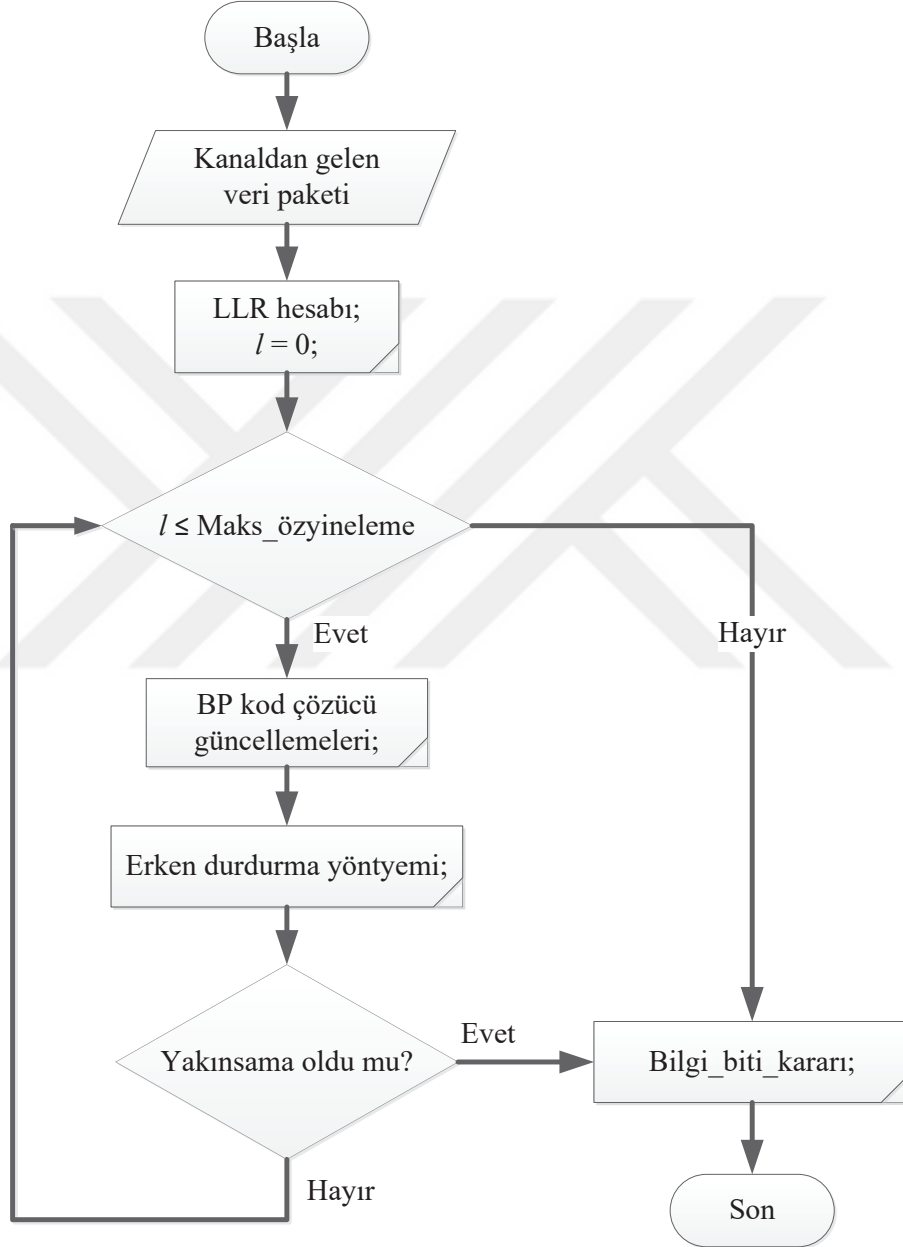 Başla
Kanaldan gelen
veri paketi
LLR hesabı;
l = 0;
l ≤ Maks_özyineleme
Evet
Hayır
BP kod çözücü
güncellemeleri;
Erken durdurma yöntyemi;
Yakınsama oldu mu?
Evet
Bilgi_biti_kararı;
Hayır
Son